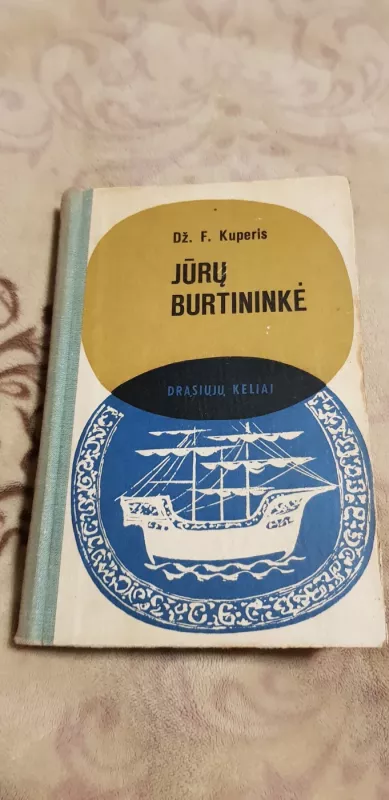 Dž. F. Kuperis
JŪRŲ
BURTININKĖ
DRĄSIŲJŲ KELIAI